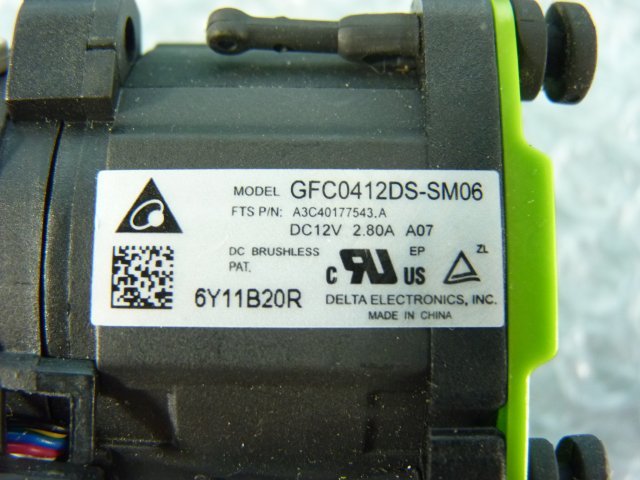 MODEL GFC0412DS-SM06
FTS P/N: A3C40177543.A
DC12V 2.80A A07
DC BRUSHLESS
PAT.
C RU US
EP
ZL
6Y11B20R
DELTA ELECTRONICS, INC.
MADE IN CHINA